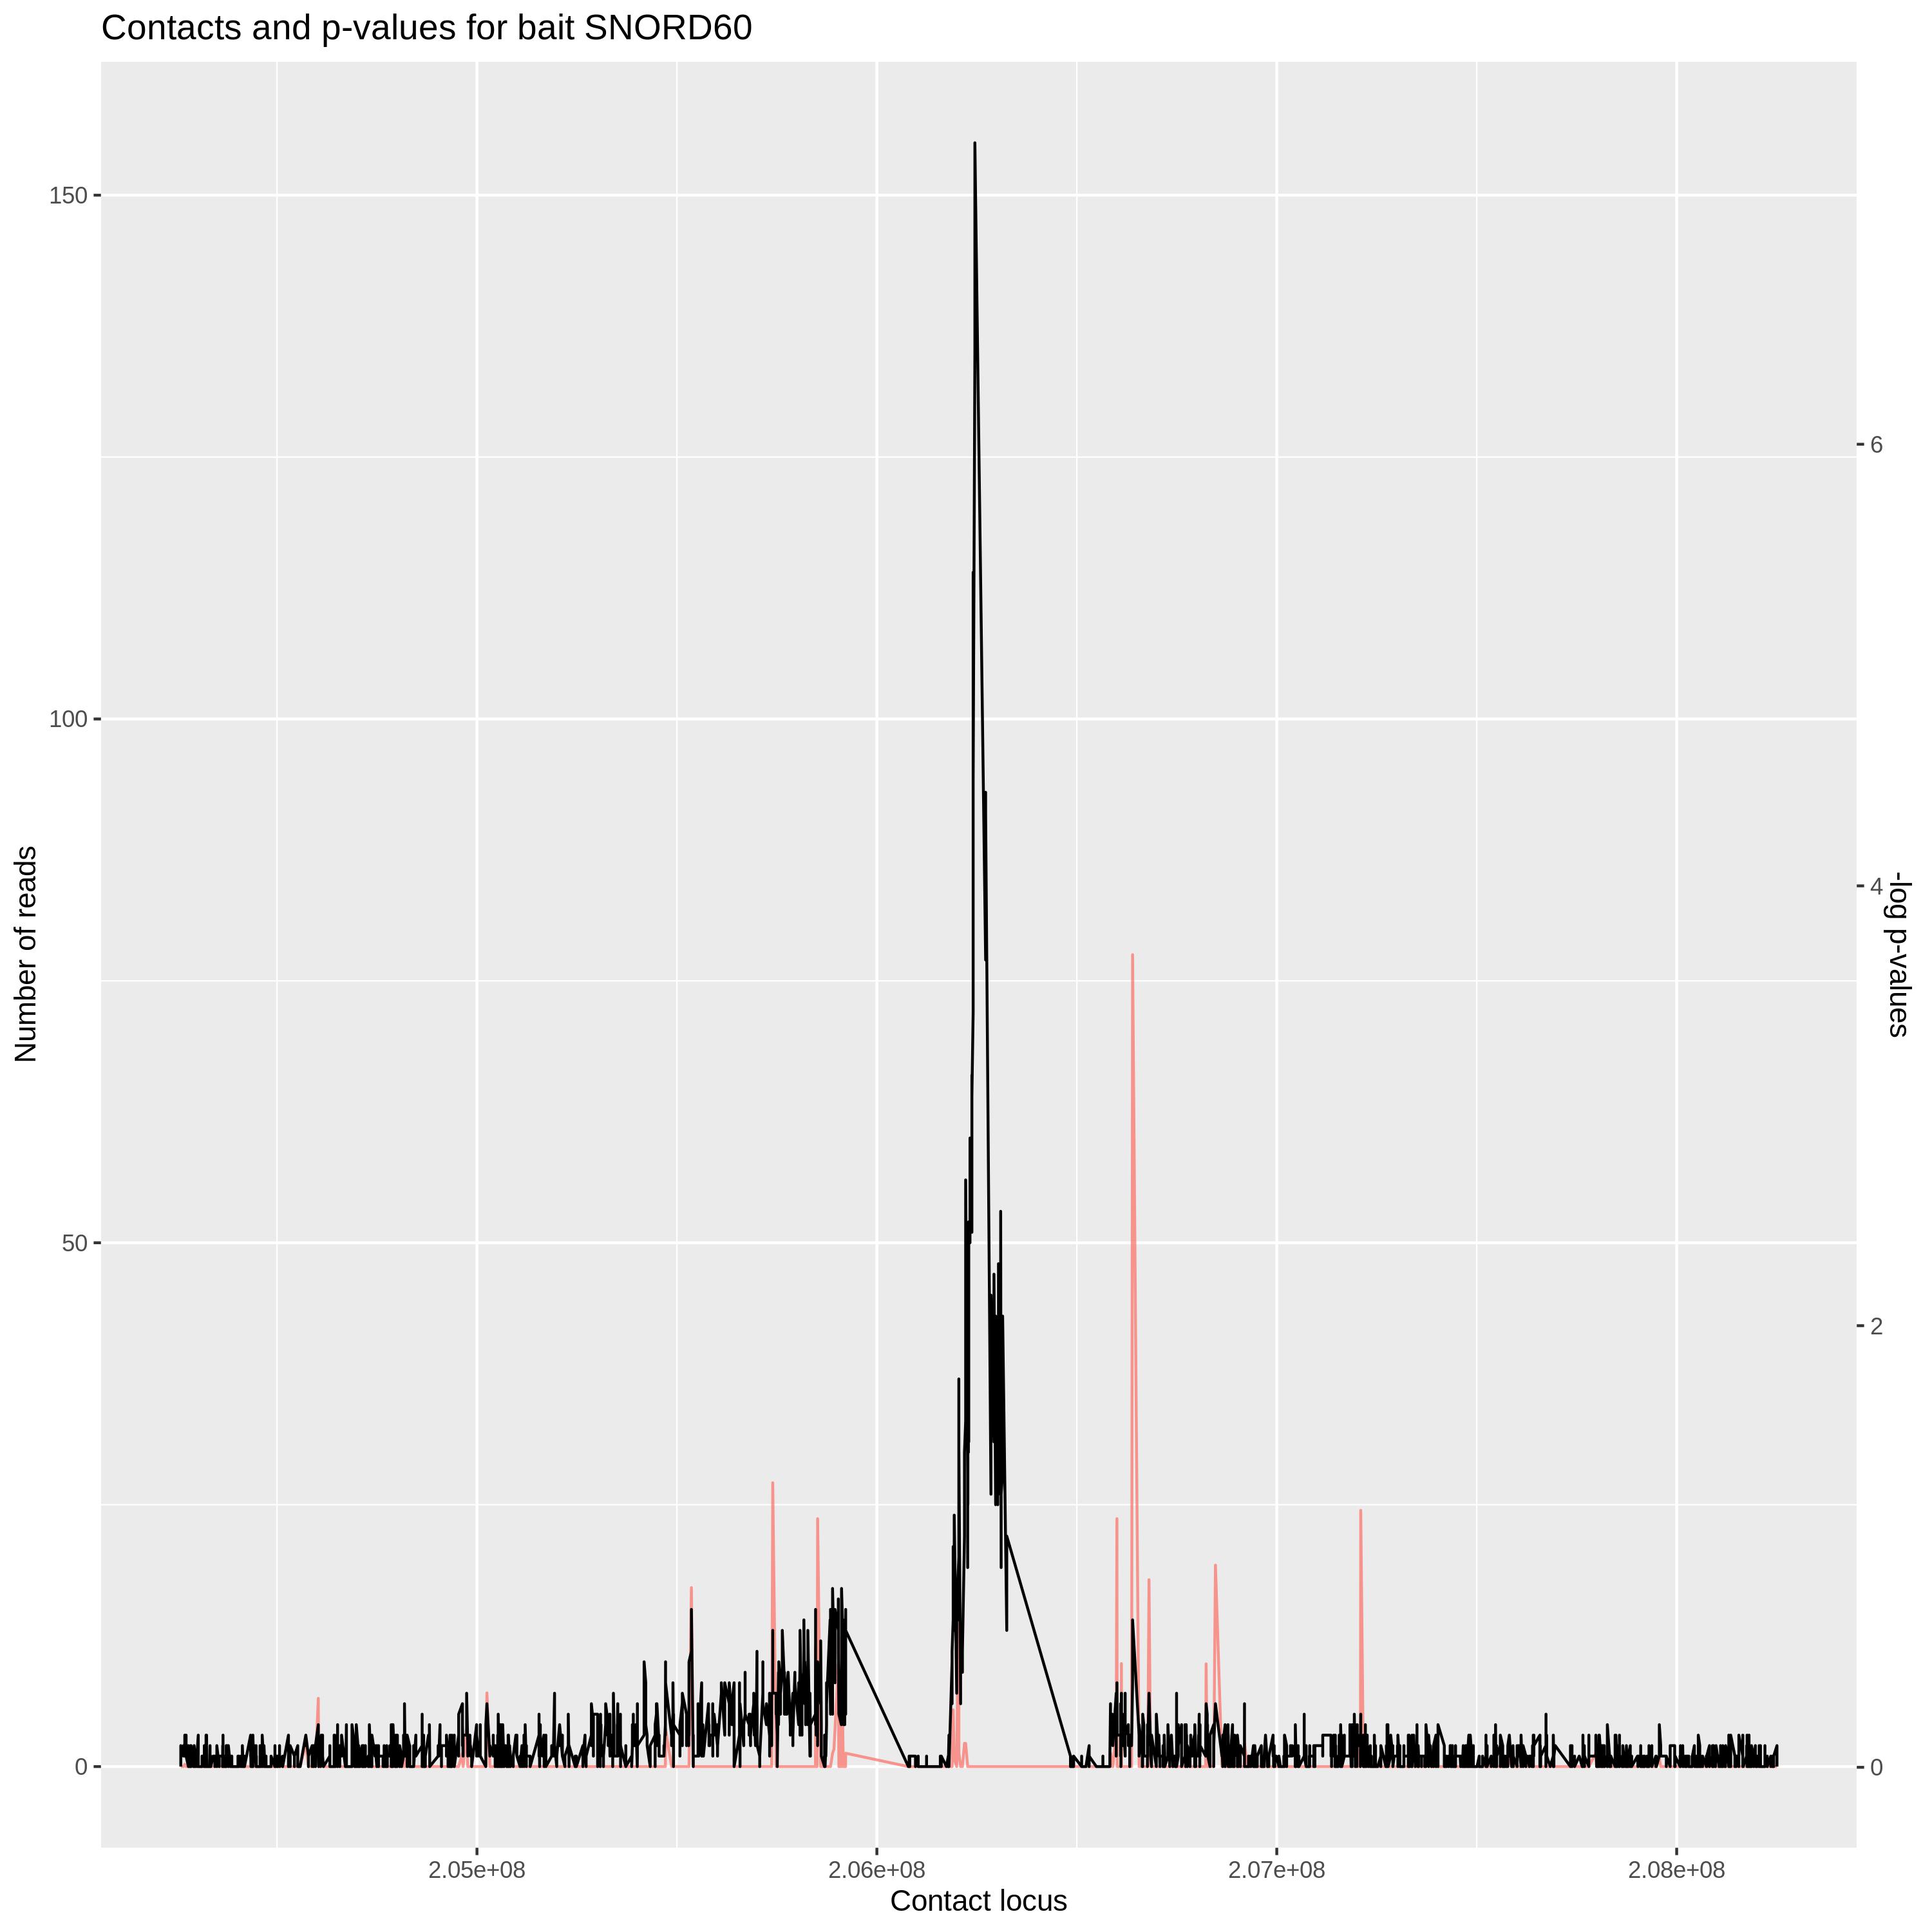 Contacts and p-values for bait SNORD60
150
100
50
0
Number of reads
6
4
2
0
-log p-values
2.05e+08
2.06e+08
2.07e+08
2.08e+08
Contact locus